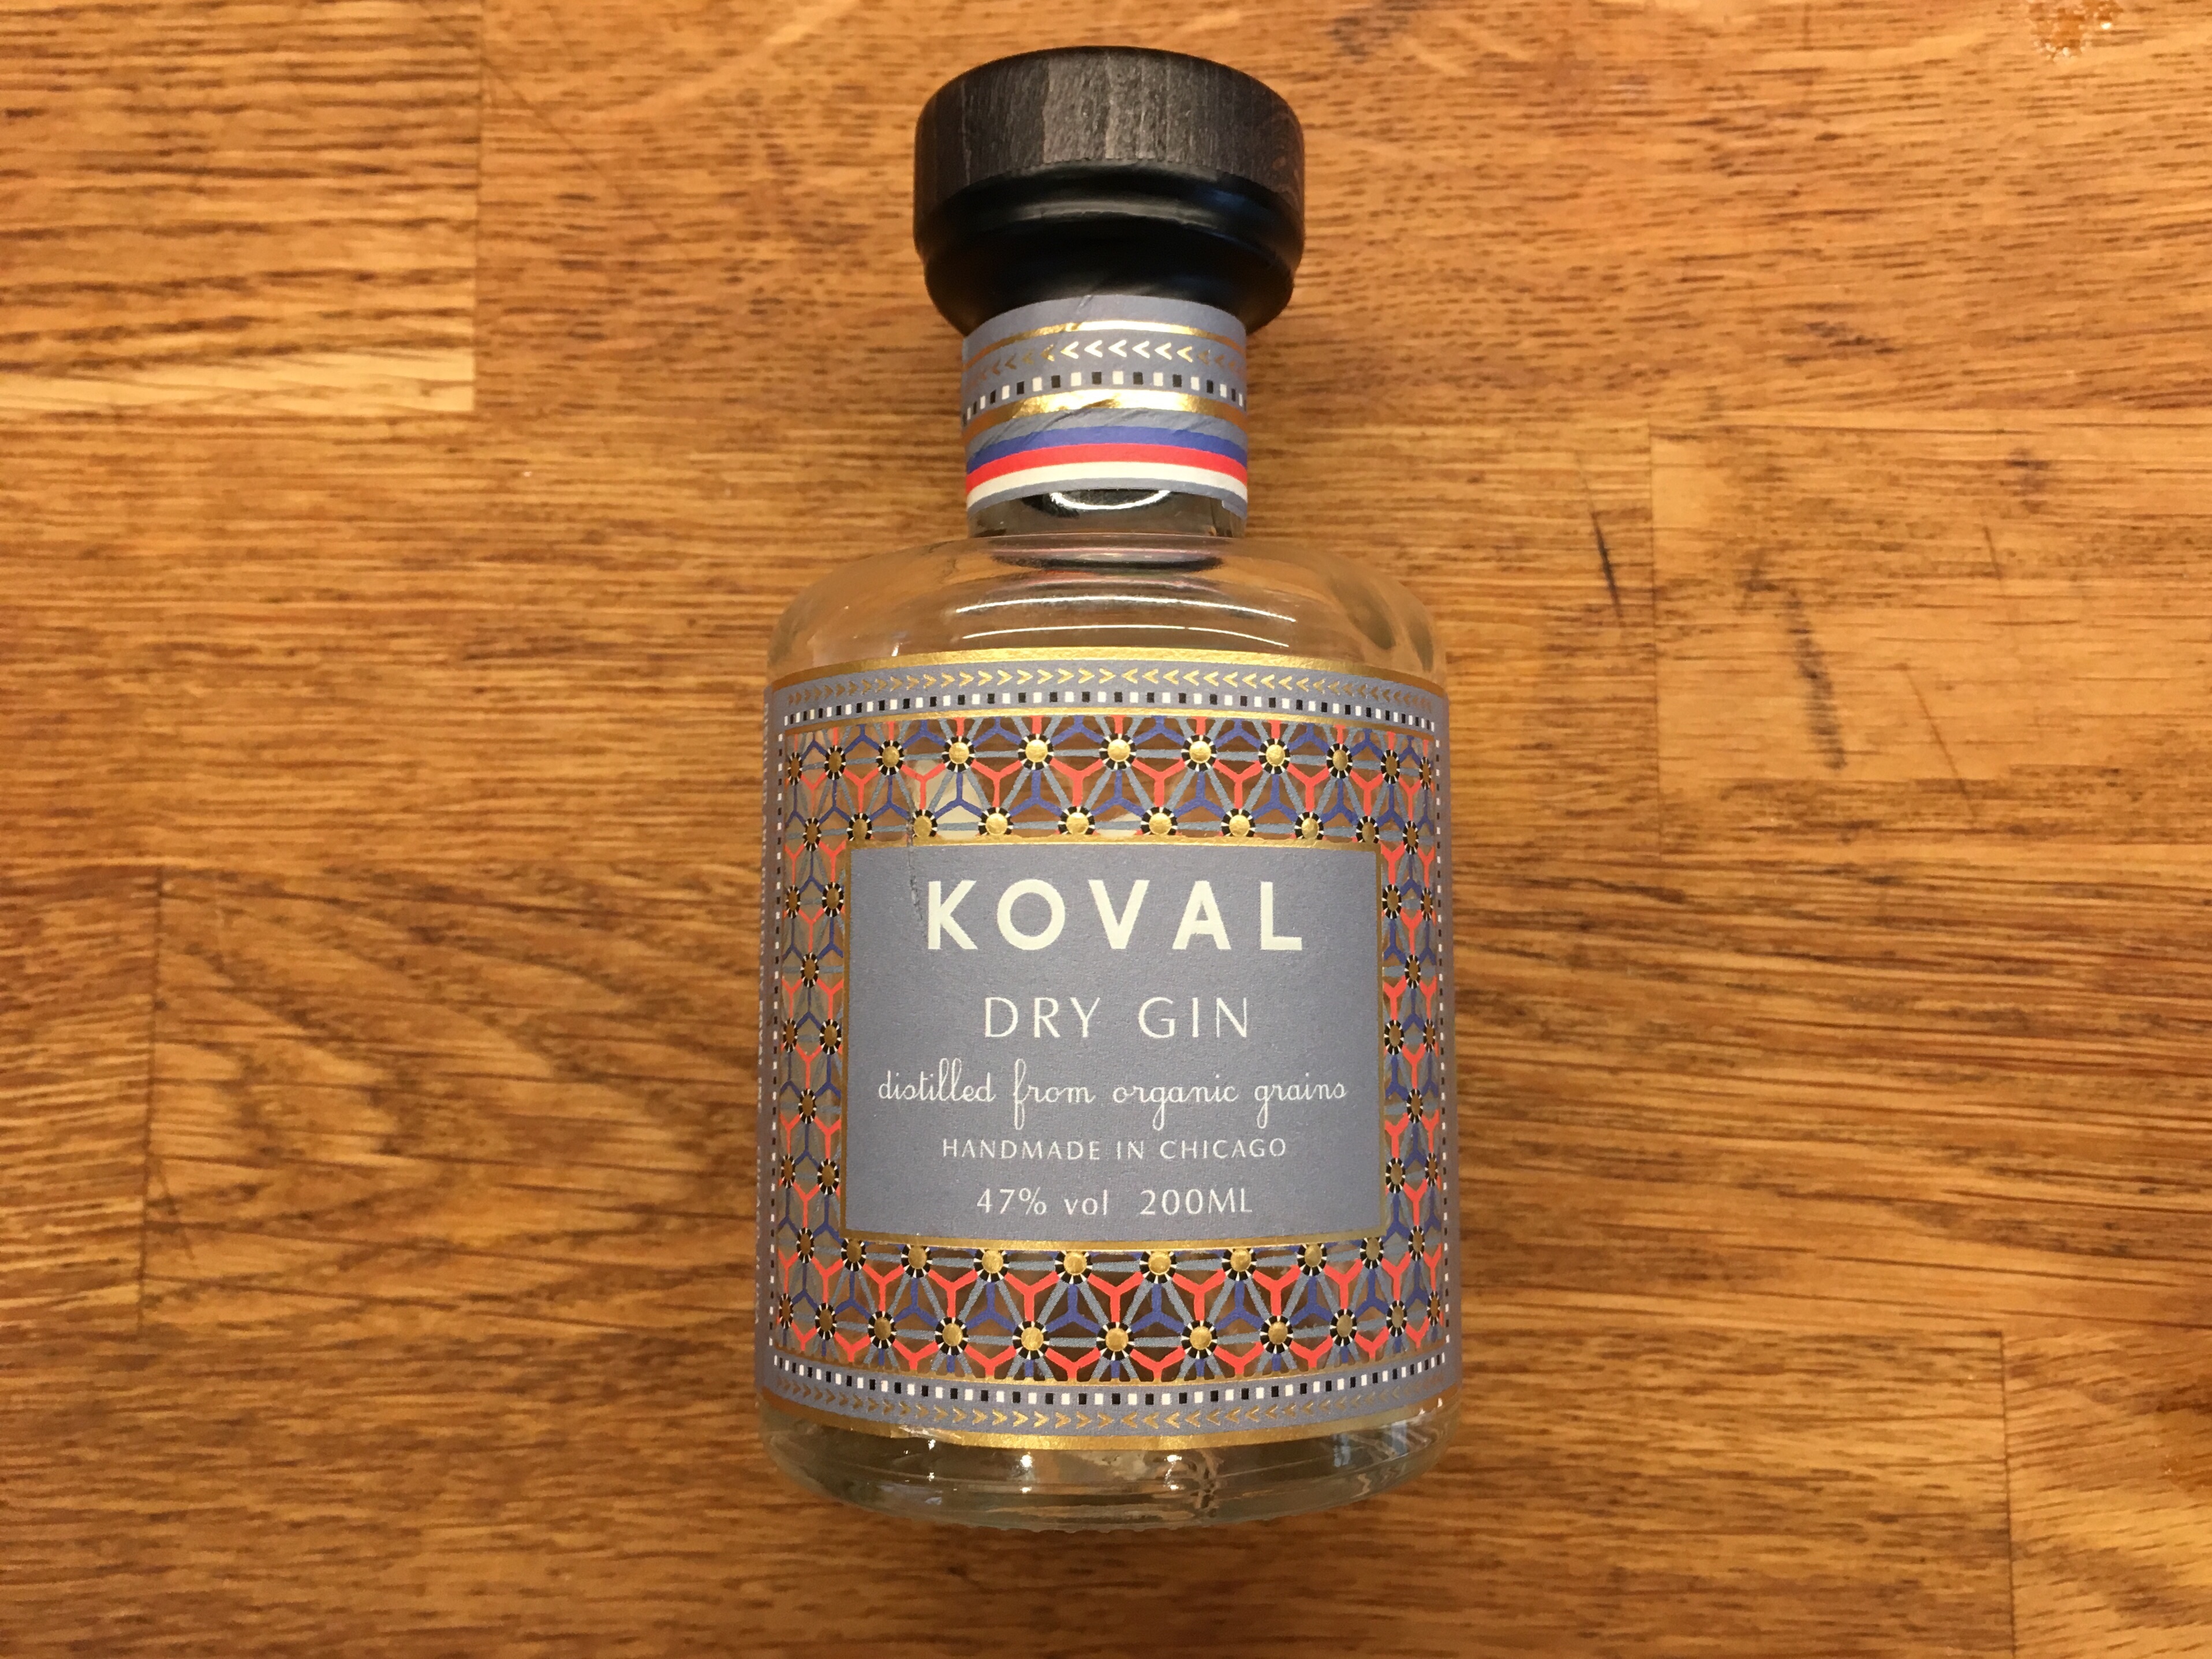 KOVAL
DRY GIN
distilled from organic grains
HANDMADE IN CHICAGO
47% vol 200ML